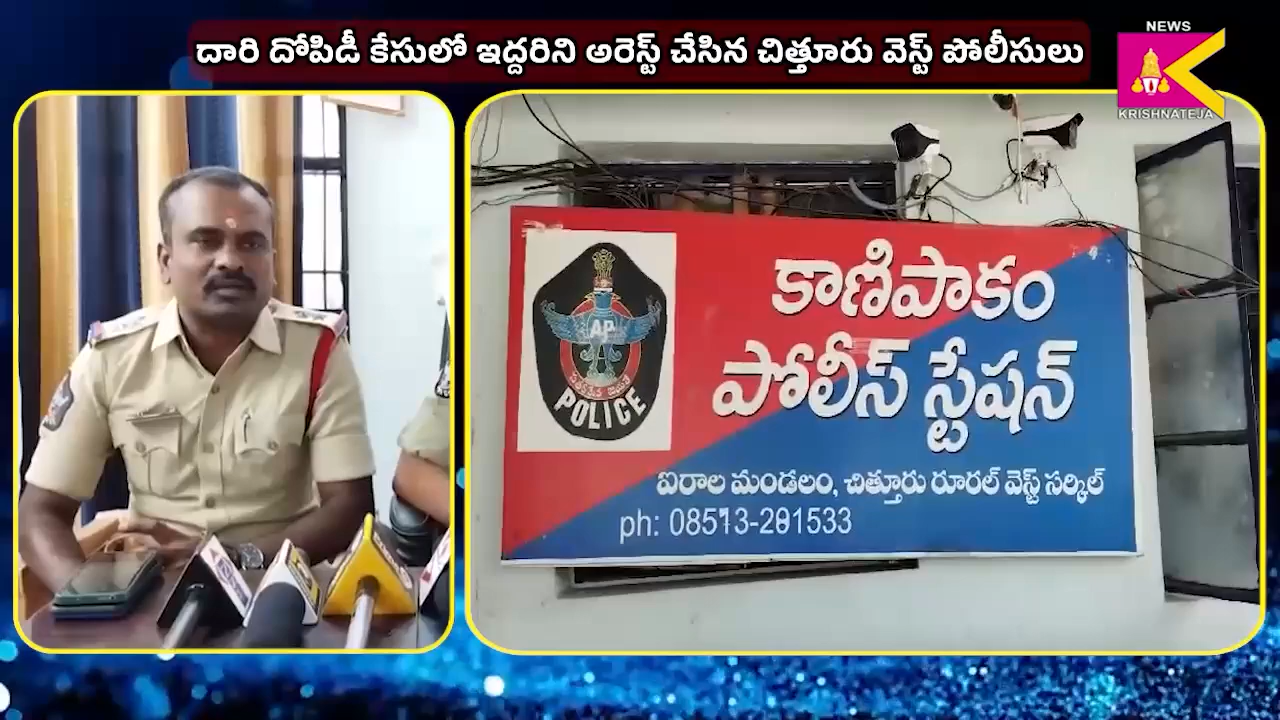 దారి దోపిడీ కేసులో ఇద్దరిని అరెస్ట్ చేసిన చిత్తూరు వెస్ట్ పోలీసులు
NEWS
KRISHNATEJA
కాణిపాకం
పోలీస్ స్టేషన్
AP
POLICE
ఐరాల మండలం, చిత్తూరు రూరల్ వెస్ట్ సర్కిల్
ph: 08573-281533